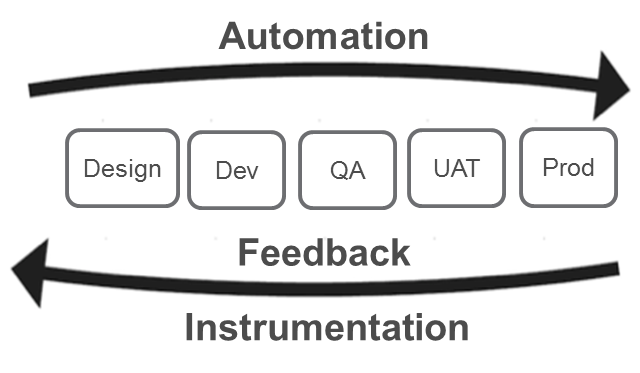 Automation
Design Dev QA UAT Prod
Feedback
Instrumentation